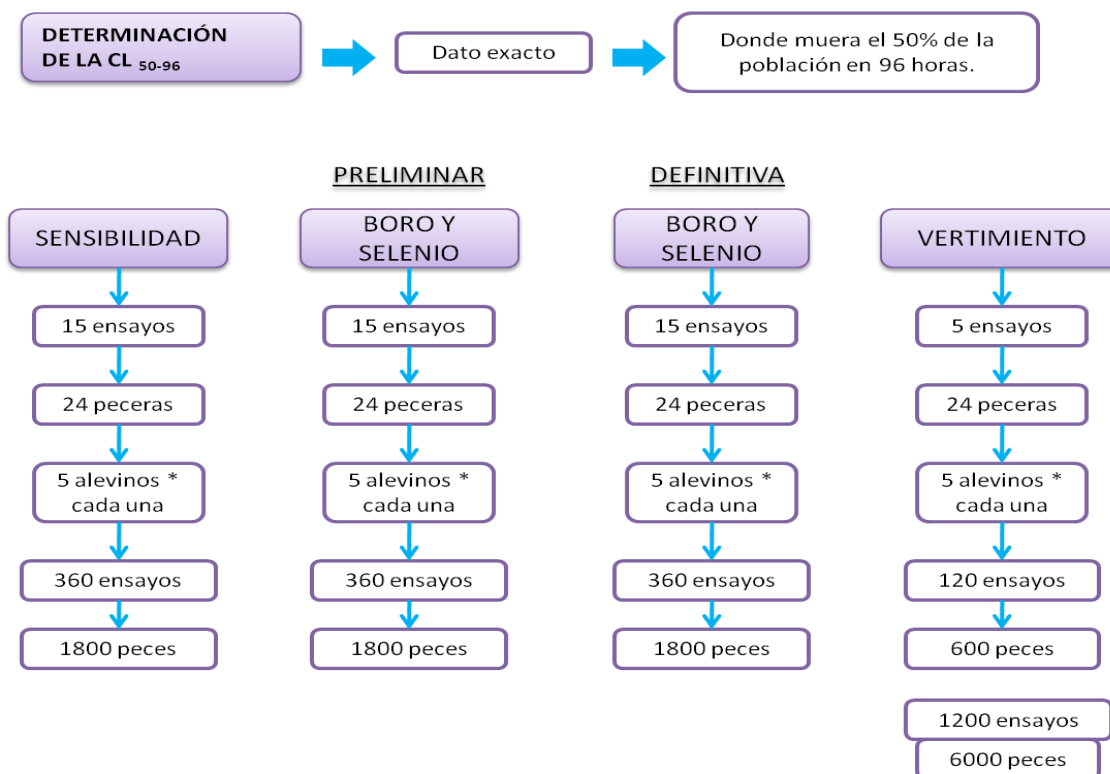 DETERMINACIÓN
DE LA CL 50-96
Dato exacto
Donde muera el 50% de la
población en 96 horas.
PRELIMINAR
DEFINITIVA
SENSIBILIDAD
BORO Y
SELENIO
BORO Y
SELENIO
VERTIMIENTO
15 ensayos
15 ensayos
15 ensayos
5 ensayos
24 peceras
24 peceras
24 peceras
24 peceras
5 alevinos *
cada una
5 alevinos *
cada una
5 alevinos *
cada una
5 alevinos *
cada una
360 ensayos
360 ensayos
360 ensayos
120 ensayos
1800 peces
1800 peces
1800 peces
600 peces
1200 ensayos
6000 peces